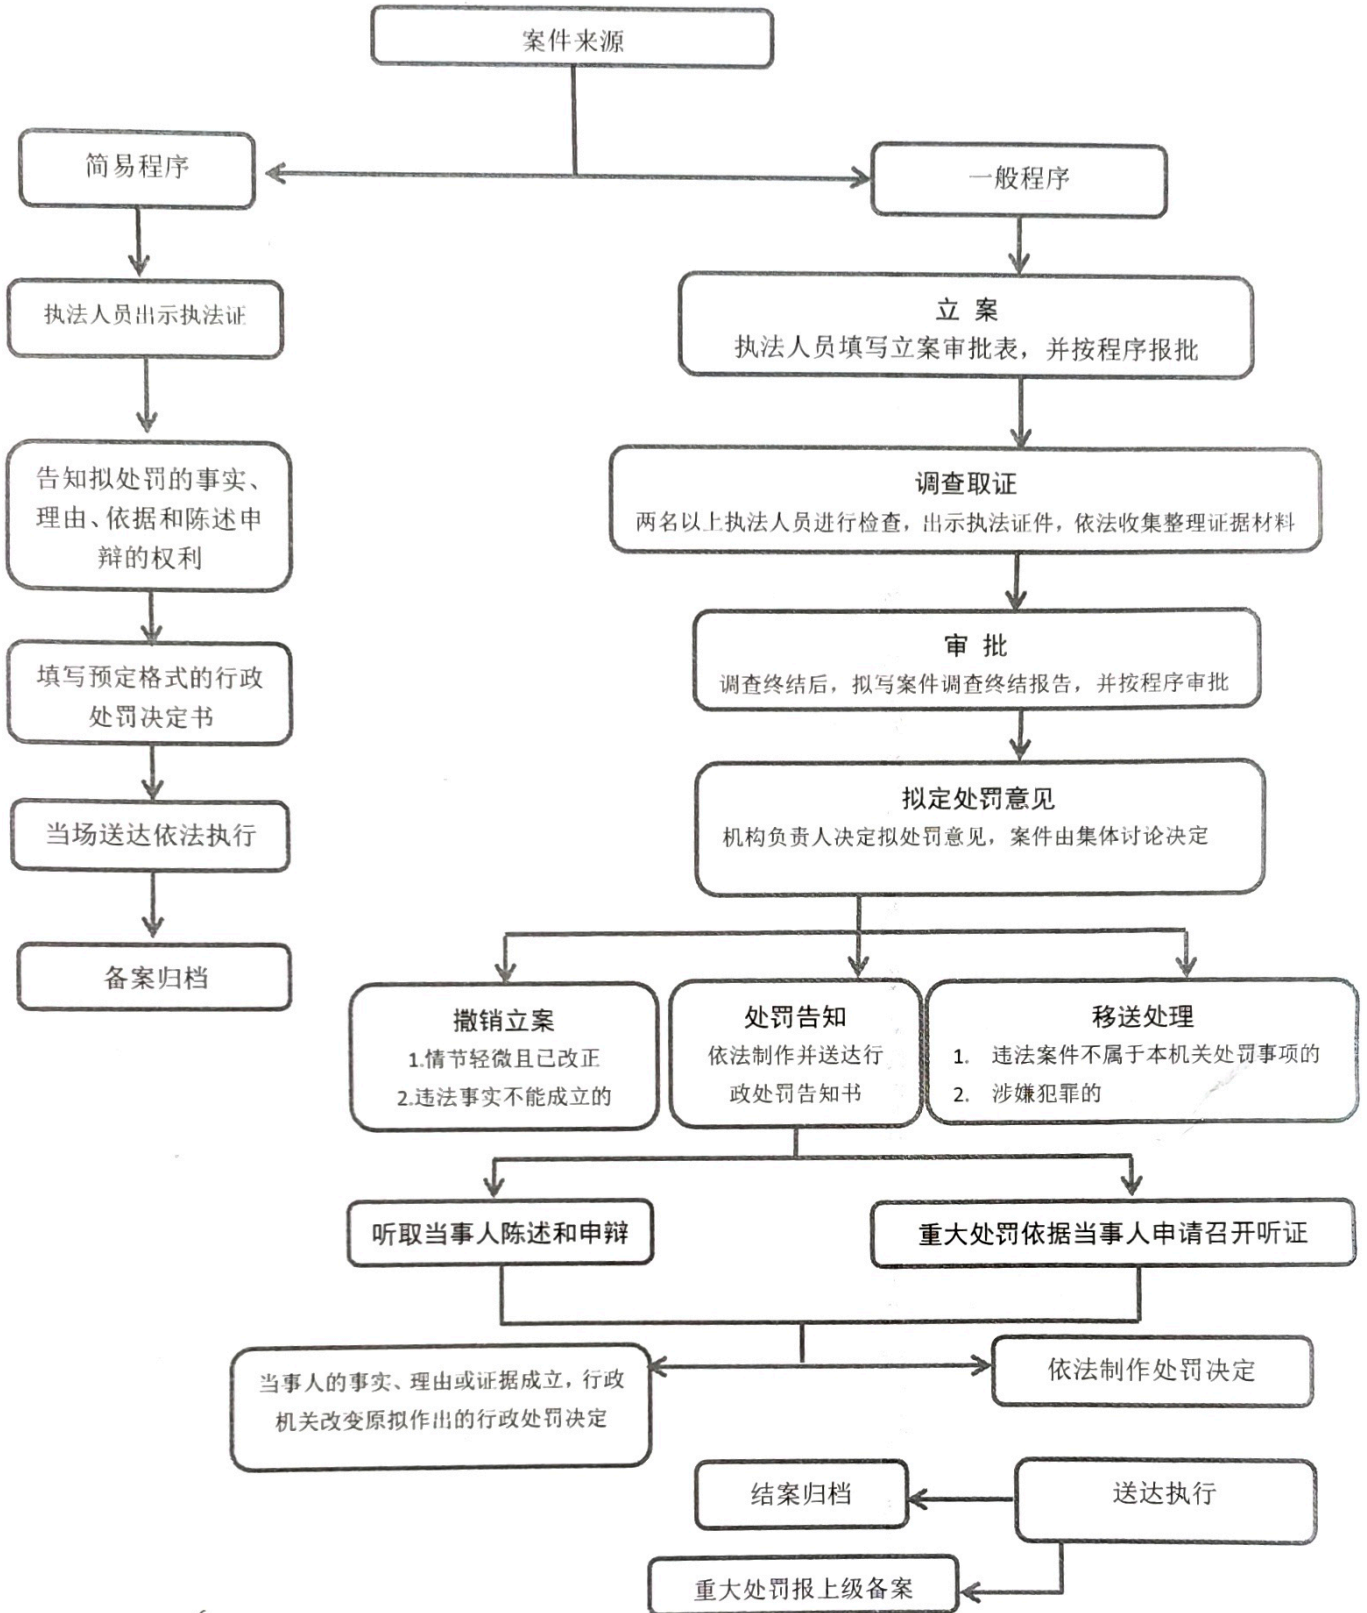 案件来源
简易程序
一般程序
执法人员出示执法证
立 案
执法人员填写立案审批表，并按程序报批
告知拟处罚的事实、
理由、依据和陈述申
辩的权利
调查取证
两名以上执法人员进行检查，出示执法证件，依法收集整理证据材料
填写预定格式的行政
处罚决定书
审 批
调查终结后，拟写案件调查终结报告，并按程序审批
当场送达依法执行
拟定处罚意见
机构负责人决定拟处罚意见，案件由集体讨论决定
备案归档
撤销立案
1.情节轻微且已改正
2.违法事实不能成立的
处罚告知
依法制作并送达行
政处罚告知书
移送处理
1. 违法案件不属于本机关处罚事项的
2. 涉嫌犯罪的
听取当事人陈述和申辩
重大处罚依据当事人申请召开听证
当事人的事实、理由或证据成立，行政
机关改变原拟作出的行政处罚决定
依法制作处罚决定
结案归档
送达执行
重大处罚报上级备案